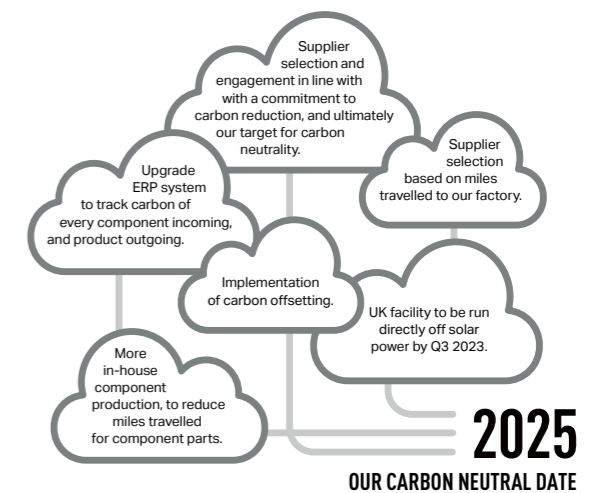 Supplier
selection and
engagement in line with
with a commitment to
carbon reduction, and ultimately
our target for carbon
neutrality.
Supplier
selection
based on miles
travelled to our factory.
Upgrade
ERP system
to track carbon of
every component incoming,
and product outgoing.
Implementation
of carbon offsetting.
UK facility to be run
directly off solar
power by Q3 2023.
More
in-house
component
production, to reduce
miles travelled
for component parts.
2025
OUR CARBON NEUTRAL DATE